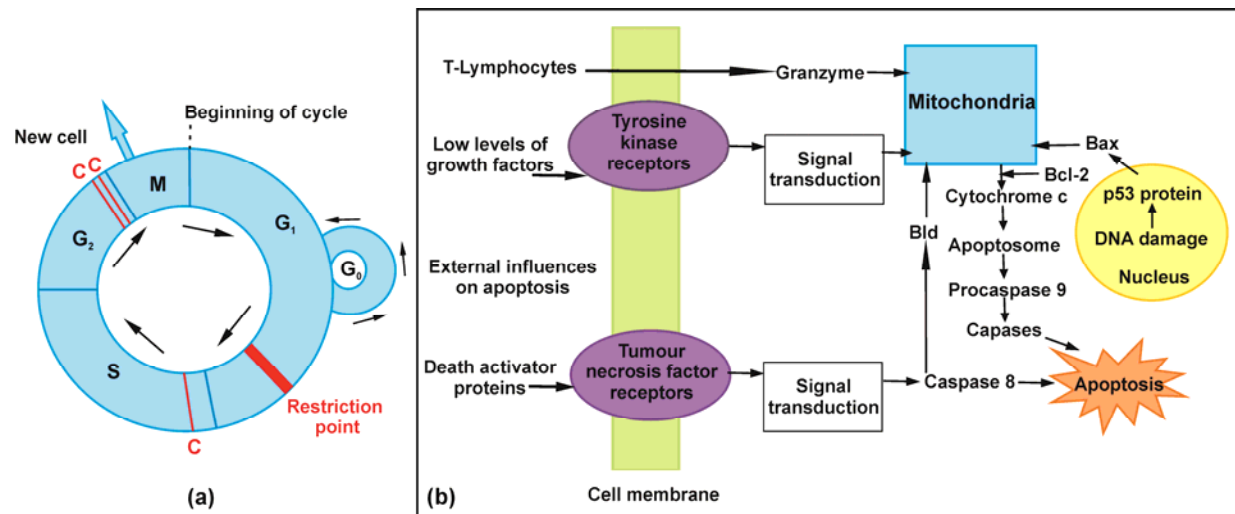 Beginning of cycle
New cell
C
C
M
G₂
G₁
G₀
S
C
Restriction
point
(a)
T-Lymphocytes
Granzyme
Mitochondria
Low levels of
growth factors
Tyrosine
kinase
receptors
Signal
transduction
Bax
Bcl-2
Cytochrome c
p53 protein
DNA damage
Nucleus
Bld
Apoptosome
External influences
on apoptosis
Procaspase 9
Capases
Death activator
proteins
Tumour
necrosis factor
receptors
Signal
transduction
Caspase 8
Apoptosis
Cell membrane
(b)